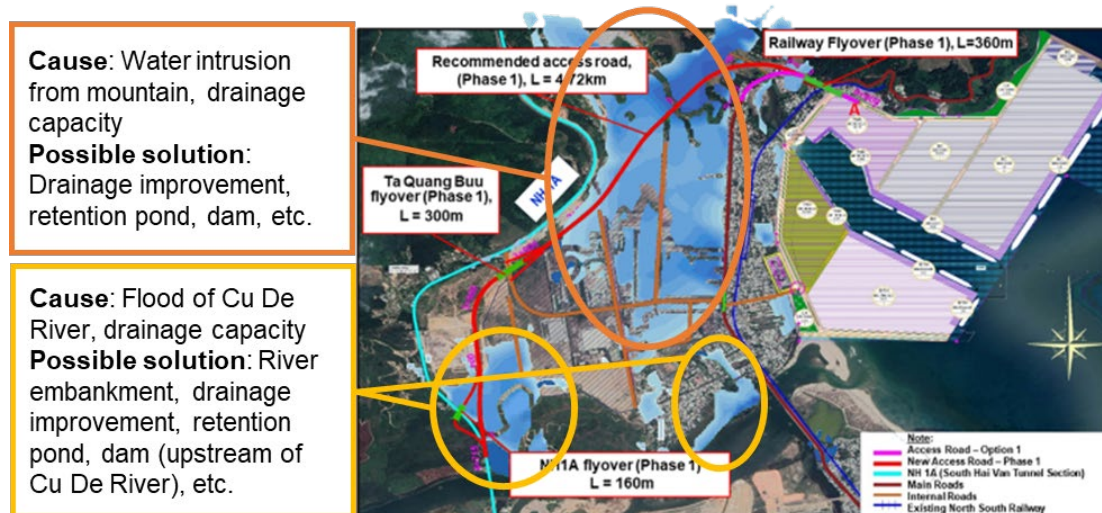 Cause: Water intrusion
from mountain, drainage
capacity
Possible solution:
Drainage improvement,
retention pond, dam, etc.
Cause: Flood of Cu De
River, drainage capacity
Possible solution: River
embankment, drainage
improvement, retention
pond, dam (upstream of
Cu De River), etc.
Recommended access road,
(Phase 1), L = 4.72km
Railway Flyover (Phase 1), L=360m
A
NH 1A
Ta Quang Buu
flyover (Phase 1),
L = 300m
NH1A flyover (Phase 1)
L = 160m
Note:
Access Road – Option 1
New Access Road – Phase 1
NH 1A (South Hai Van Tunnel Section)
Main Roads
Internal Roads
Existing North South Railway